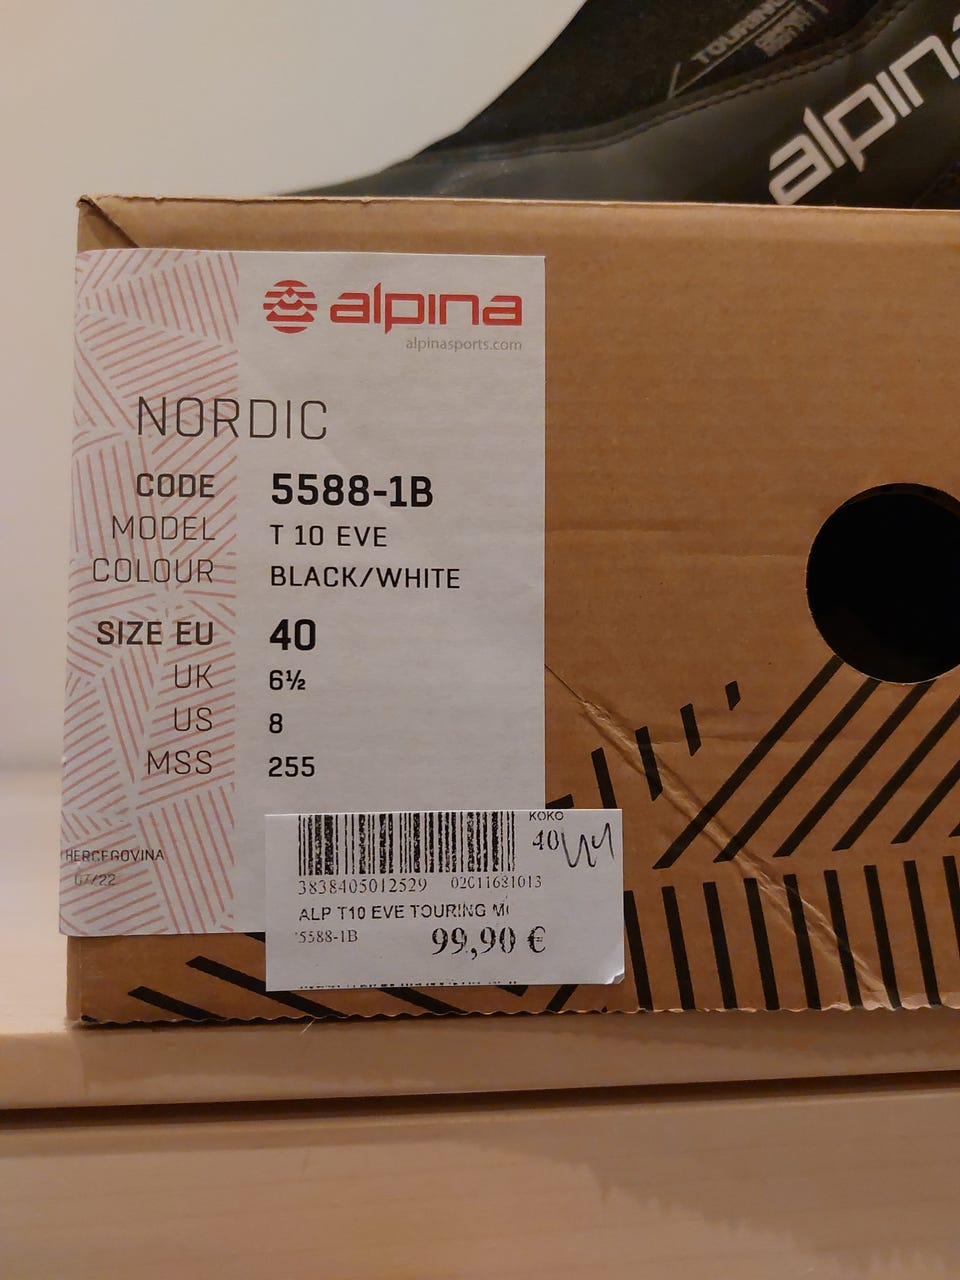 TOURING
alpina
alpina
alpinasports.com
NORDIC
CODE 5588-1B
MODEL T 10 EVE
COLOUR BLACK/WHITE
SIZE EU 40
UK 6½
US 8
MSS 255
HERCEGOVINA
07/22
KOKO
40
3838405012529 02011681013
ALP T10 EVE TOURING
5588-1B
99,90 €